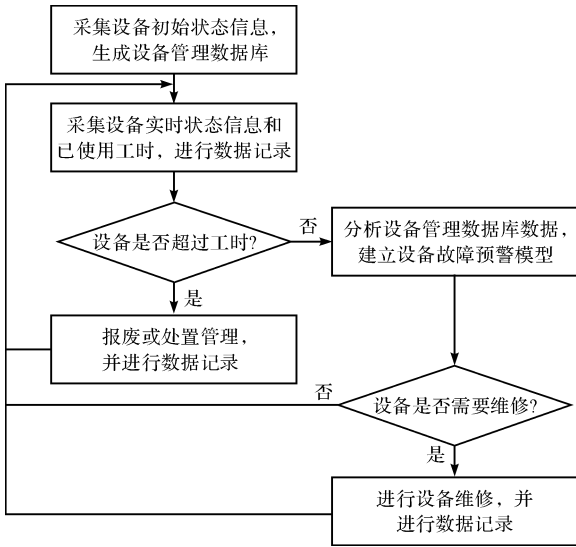 采集设备初始状态信息,
生成设备管理数据库
采集设备实时状态信息和
已使用工时,进行数据记录
设备是否超过工时?
否
分析设备管理数据库数据,
建立设备故障预警模型
是
报废或处置管理,
并进行数据记录
否
设备是否需要维修?
是
进行设备维修,并
进行数据记录